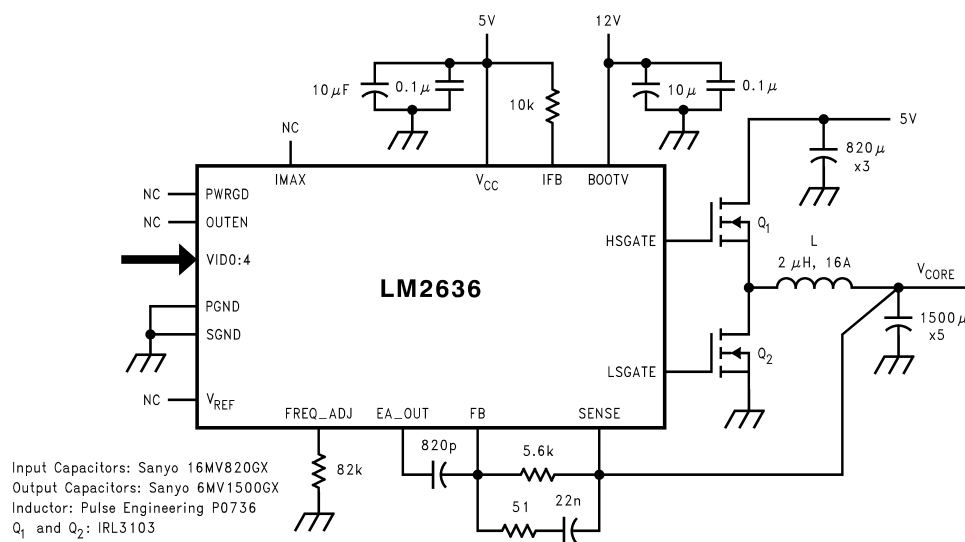 5V
12V
10μF
0.1μ
10k
10μ
0.1μ
5V
820μ
x3
NC
IMAX
VCC
IFB
BOOTV
NC
PWRGD
NC
OUTEN
VID0:4
HSGATE
Q1
L
2 μH, 16A
VCORE
LM2636
PGND
SGND
1500μ
x5
LSGATE
Q2
NC
VREF
FREQ_ADJ
EA_OUT
FB
SENSE
82k
820p
5.6k
51
22n
Input Capacitors: Sanyo 16MV820GX
Output Capacitors: Sanyo 6MV1500GX
Inductor: Pulse Engineering P0736
Q1 and Q2: IRL3103